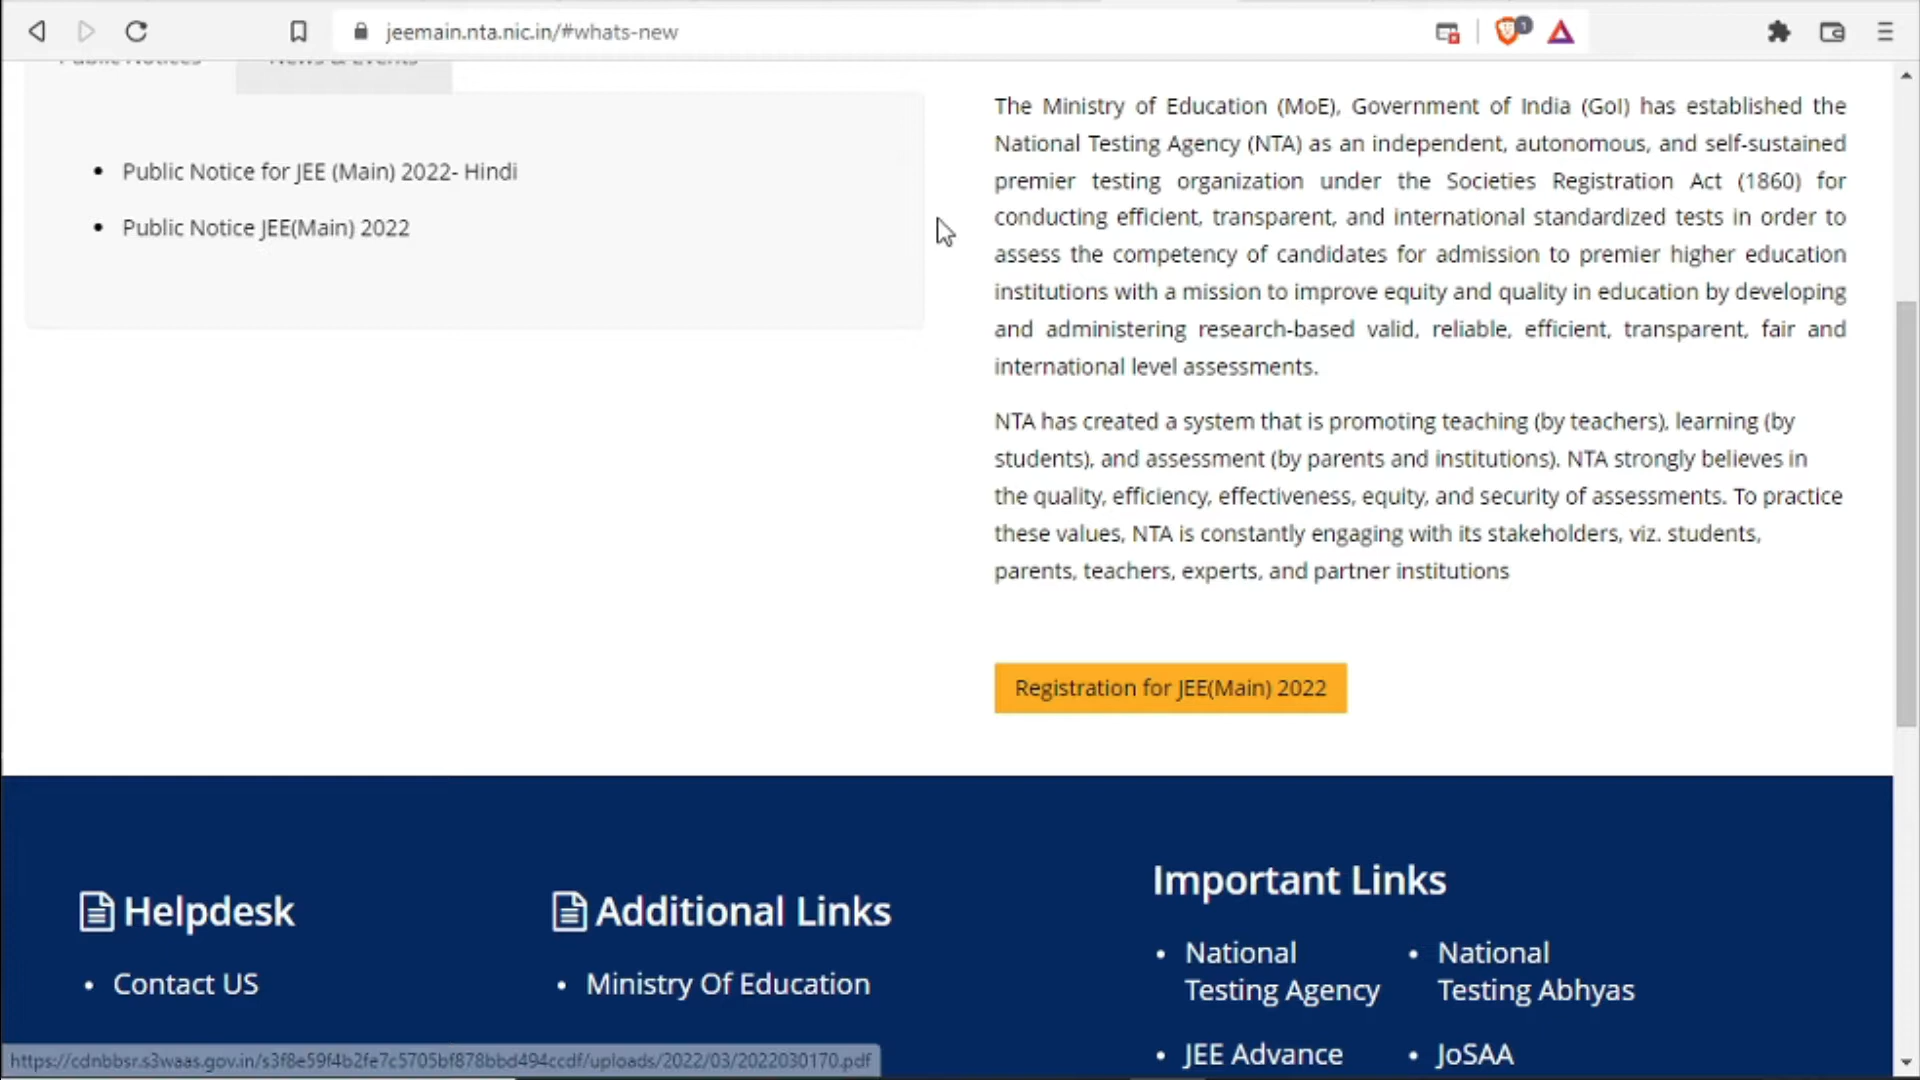 jeemain.nta.nic.in/#whats-new
1
Public Notices
News & Events
Public Notice for JEE (Main) 2022- Hindi
Public Notice JEE(Main) 2022
The Ministry of Education (MoE), Government of India (GoI) has established the
National Testing Agency (NTA) as an independent, autonomous, and self-sustained
premier testing organization under the Societies Registration Act (1860) for
conducting efficient, transparent, and international standardized tests in order to
assess the competency of candidates for admission to premier higher education
institutions with a mission to improve equity and quality in education by developing
and administering research-based valid, reliable, efficient, transparent, fair and
international level assessments.
NTA has created a system that is promoting teaching (by teachers), learning (by
students), and assessment (by parents and institutions). NTA strongly believes in
the quality, efficiency, effectiveness, equity, and security of assessments. To practice
these values, NTA is constantly engaging with its stakeholders, viz. students,
parents, teachers, experts, and partner institutions
Registration for JEE(Main) 2022
Helpdesk
Contact US
Additional Links
Ministry Of Education
Important Links
National
Testing Agency
National
Testing Abhyas
JEE Advance
JoSAA
https://cdnbbsr.s3waas.gov.in/s3f8e59f4b2fe7c5705bf878bbd494ccdf/uploads/2022/03/2022030170.pdf